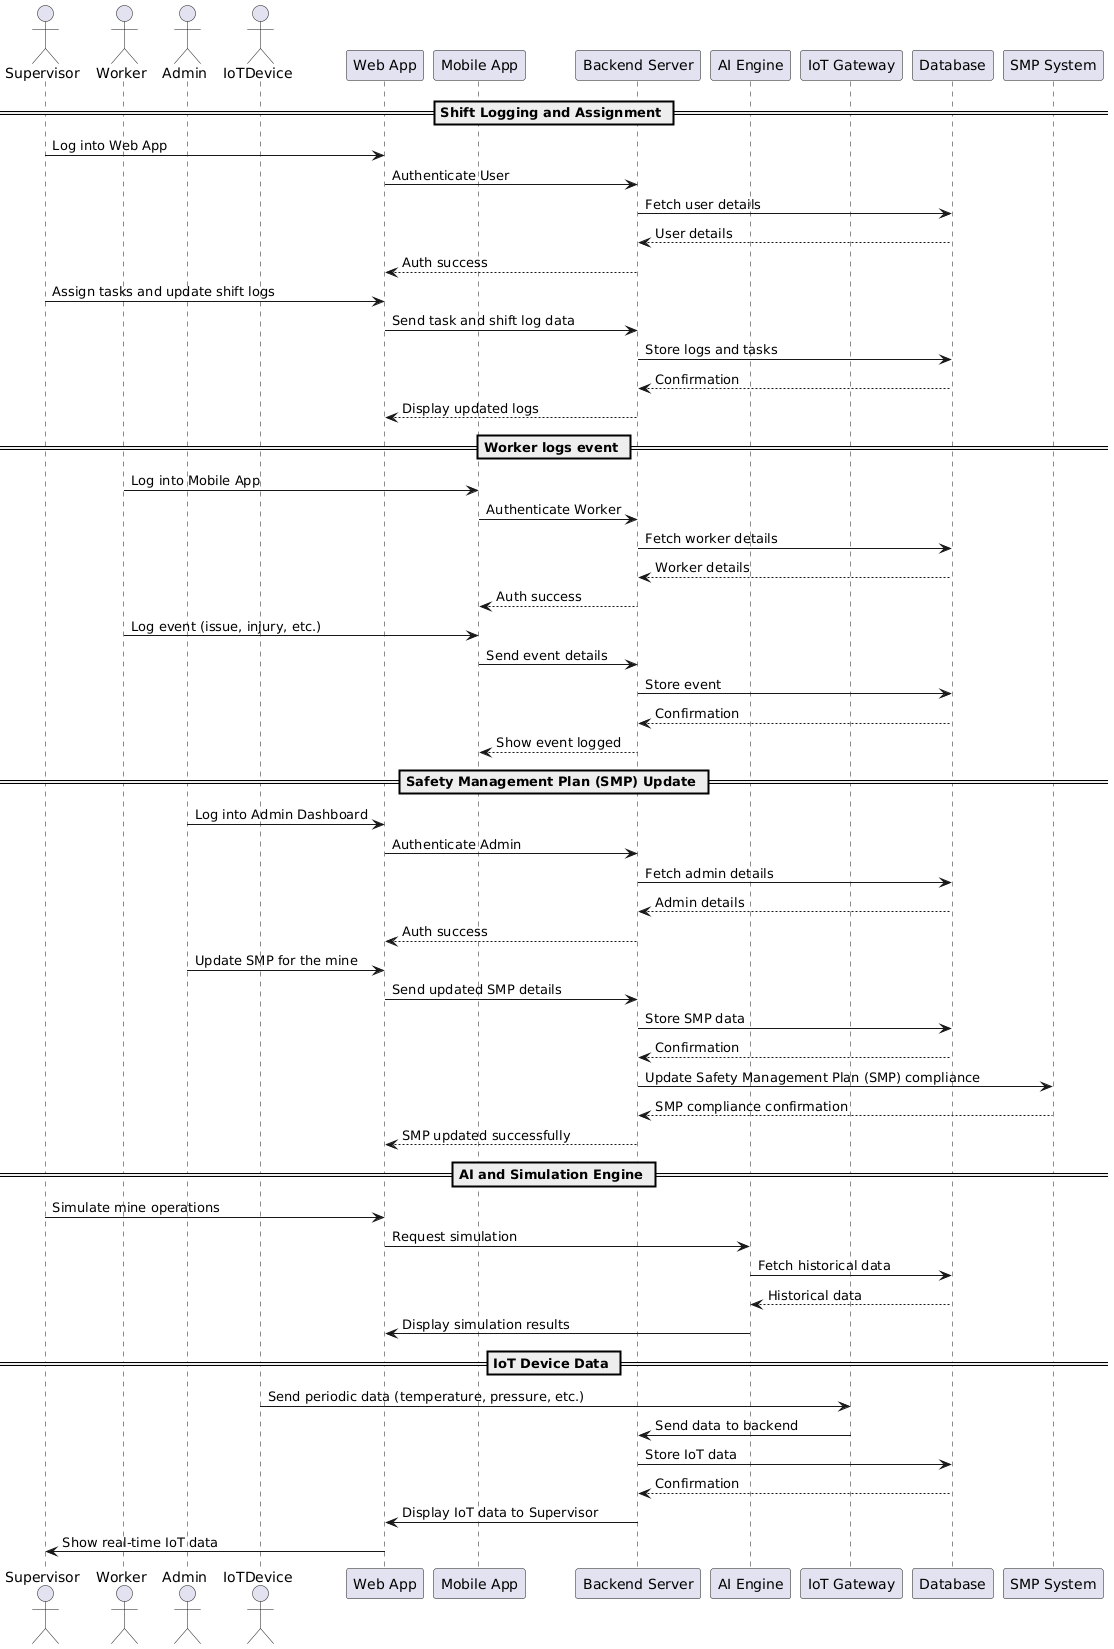 Supervisor
Worker
Admin
IoTDevice
Web App
Mobile App
Backend Server
AI Engine
IoT Gateway
Database
SMP System
Shift Logging and Assignment
Log into Web App
Authenticate User
Fetch user details
User details
Auth success
Assign tasks and update shift logs
Send task and shift log data
Store logs and tasks
Confirmation
Display updated logs
Worker logs event
Log into Mobile App
Authenticate Worker
Fetch worker details
Worker details
Auth success
Log event (issue, injury, etc.)
Send event details
Store event
Confirmation
Show event logged
Safety Management Plan (SMP) Update
Log into Admin Dashboard
Authenticate Admin
Fetch admin details
Admin details
Auth success
Update SMP for the mine
Send updated SMP details
Store SMP data
Confirmation
Update Safety Management Plan (SMP) compliance
SMP compliance confirmation
SMP updated successfully
AI and Simulation Engine
Simulate mine operations
Request simulation
Fetch historical data
Historical data
Display simulation results
IoT Device Data
Send periodic data (temperature, pressure, etc.)
Send data to backend
Store IoT data
Confirmation
Display IoT data to Supervisor
Show real-time IoT data
Supervisor
Worker
Admin
IoTDevice
Web App
Mobile App
Backend Server
AI Engine
IoT Gateway
Database
SMP System